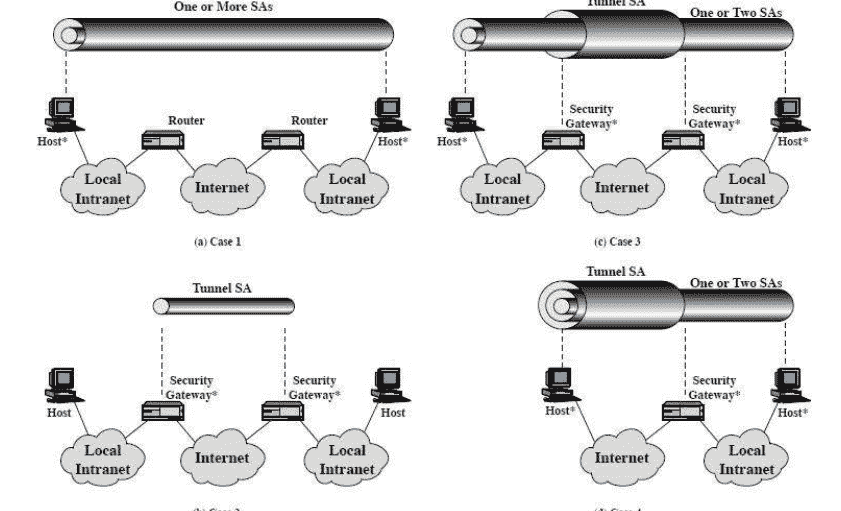 One or More SAs
Host*
Router
Router
Host*
Local
Intranet
Internet
Local
Intranet
(a) Case 1
Tunnel SA
One or Two SAs
Host*
Security
Gateway*
Security
Gateway*
Host*
Local
Intranet
Internet
Local
Intranet
(c) Case 3
Tunnel SA
Host
Security
Gateway*
Security
Gateway*
Host
Local
Intranet
Internet
Local
Intranet
Tunnel SA
One or Two SAs
Host*
Security
Gateway*
Host*
Internet
Local
Intranet